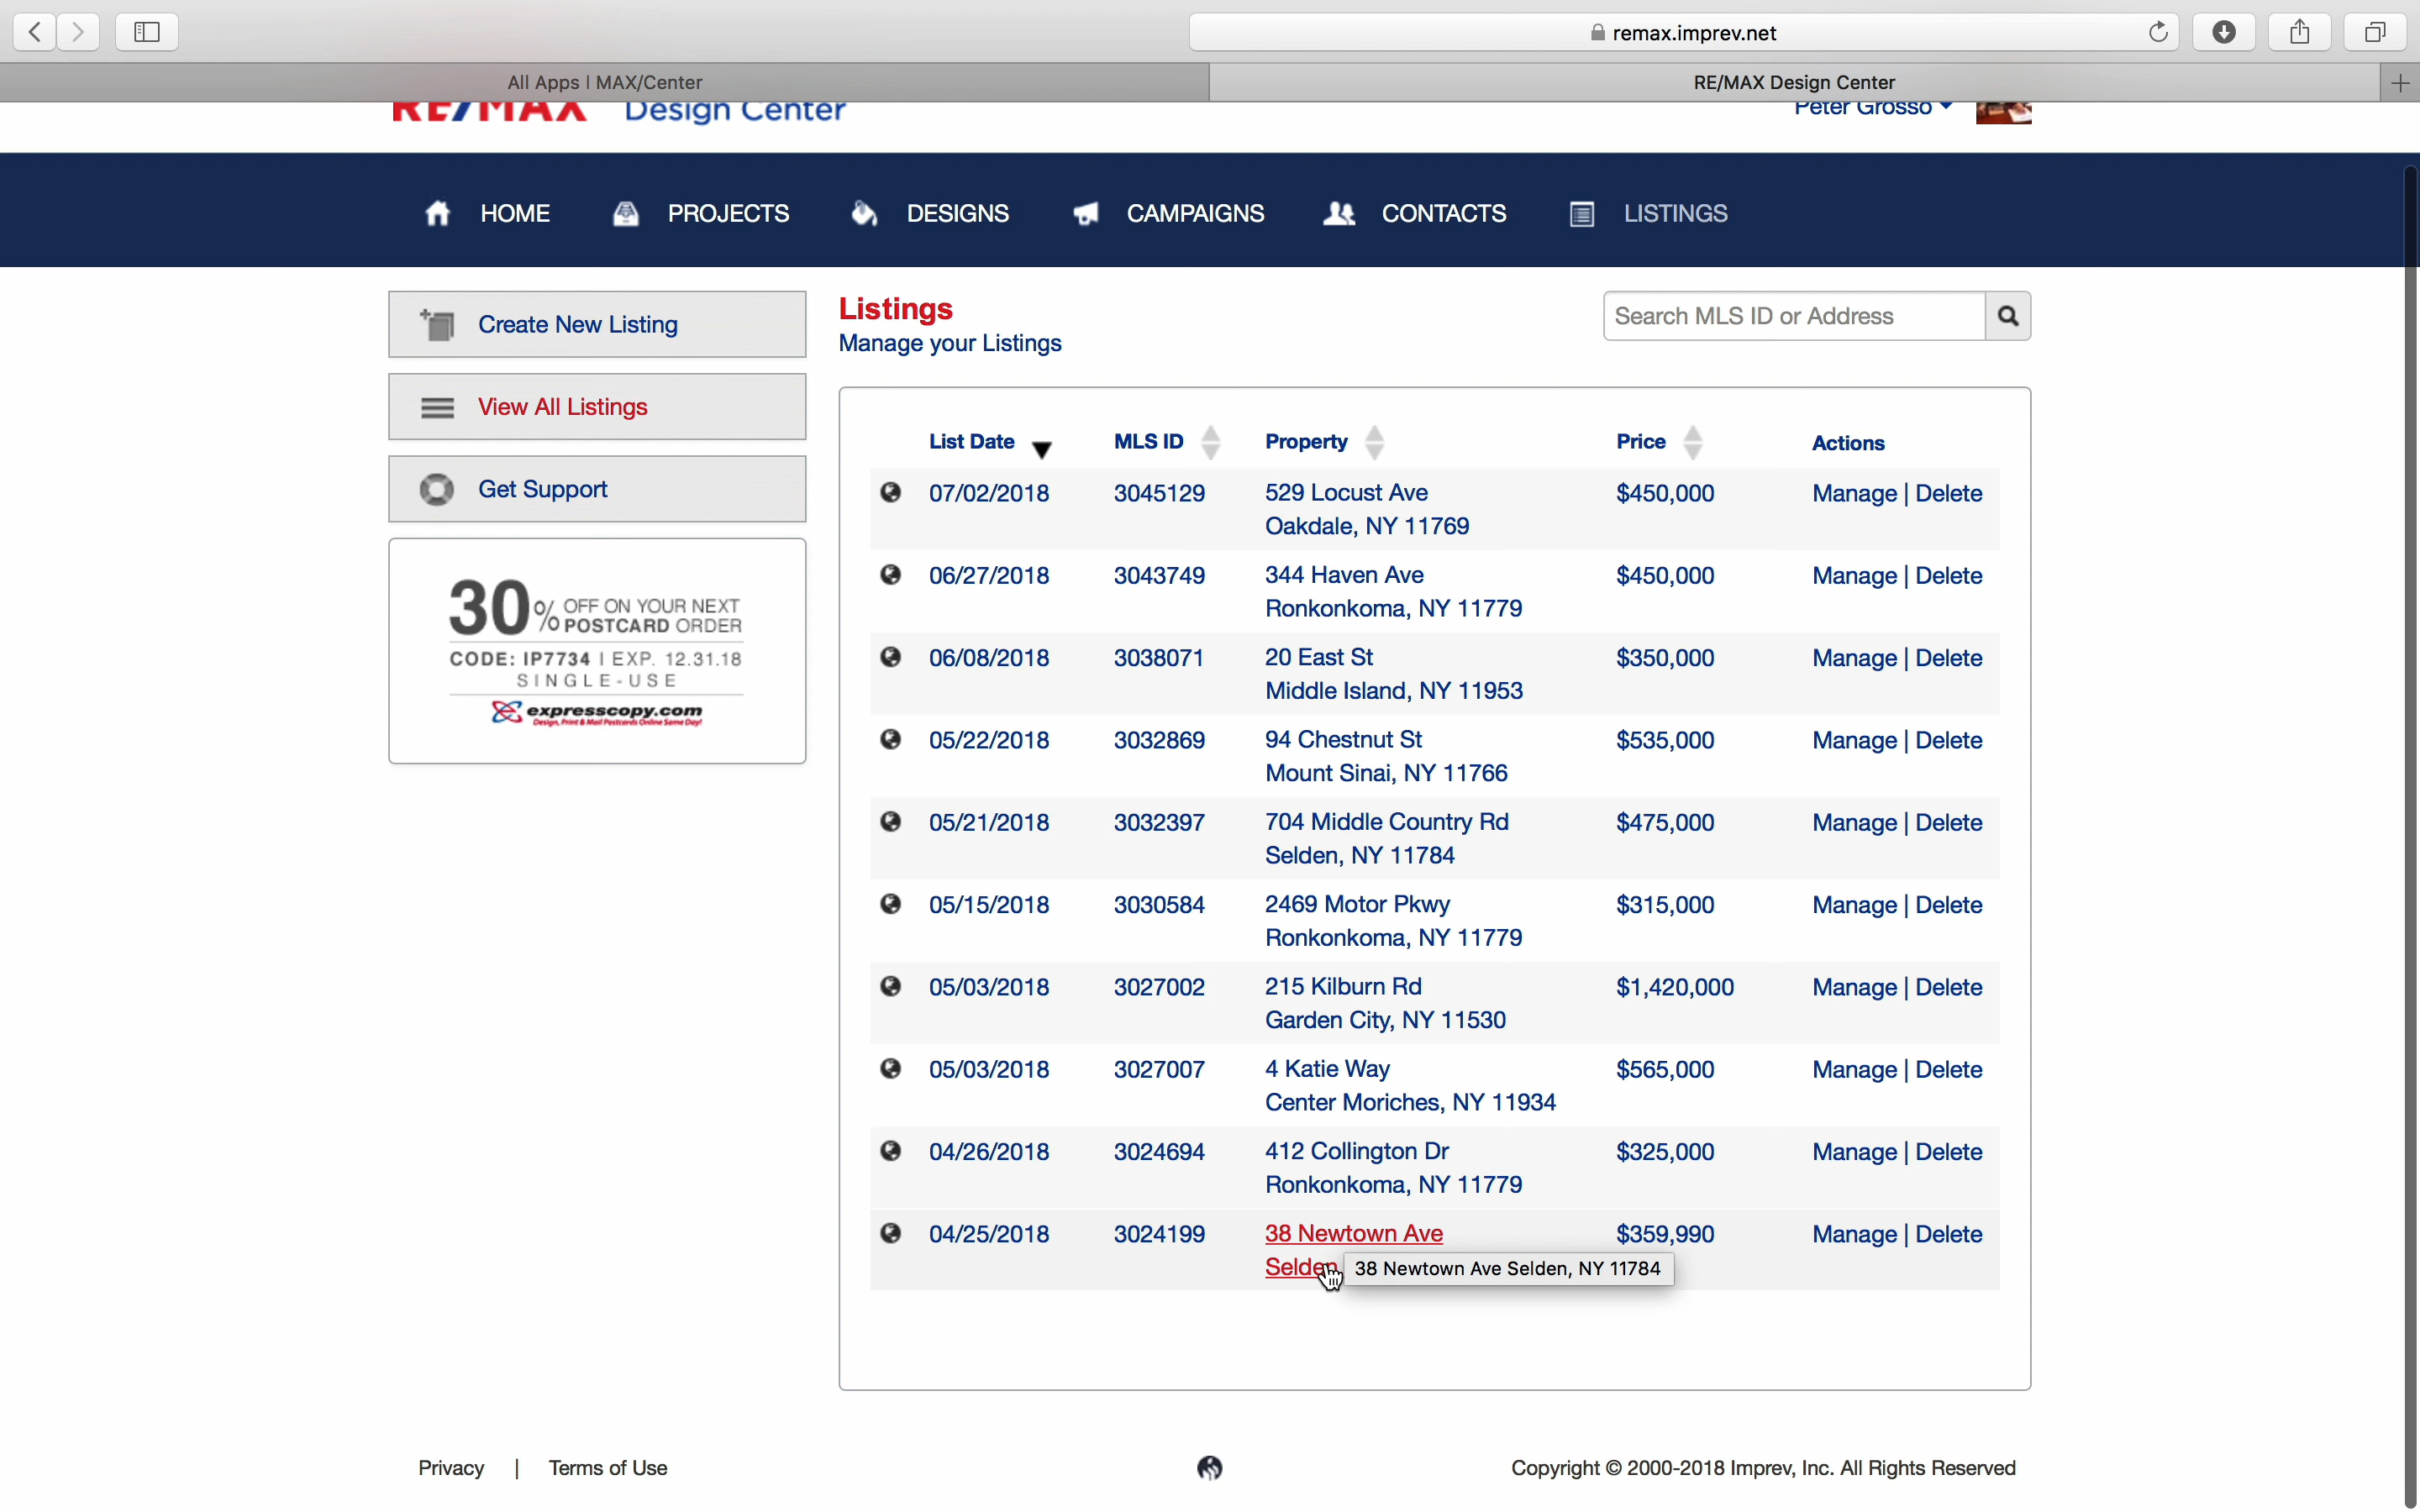 remax.imprev.net
All Apps | MAX/Center
RE/MAX Design Center
RE/MAX Design Center
Peter Grosso
HOME
PROJECTS
DESIGNS
CAMPAIGNS
CONTACTS
LISTINGS
Create New Listing
View All Listings
Get Support
30% OFF ON YOUR NEXT
POSTCARD ORDER
CODE: IP7734 | EXP. 12.31.18
SINGLE-USE
expresscopy.com
Design, Print & Mail Postcards Online Same Day!
Listings
Manage your Listings
Search MLS ID or Address
List Date MLS ID Property Price Actions
07/02/2018 3045129 529 Locust Ave $450,000 Manage | Delete
Oakdale, NY 11769
06/27/2018 3043749 344 Haven Ave $450,000 Manage | Delete
Ronkonkoma, NY 11779
06/08/2018 3038071 20 East St $350,000 Manage | Delete
Middle Island, NY 11953
05/22/2018 3032869 94 Chestnut St $535,000 Manage | Delete
Mount Sinai, NY 11766
05/21/2018 3032397 704 Middle Country Rd $475,000 Manage | Delete
Selden, NY 11784
05/15/2018 3030584 2469 Motor Pkwy $315,000 Manage | Delete
Ronkonkoma, NY 11779
05/03/2018 3027002 215 Kilburn Rd $1,420,000 Manage | Delete
Garden City, NY 11530
05/03/2018 3027007 4 Katie Way $565,000 Manage | Delete
Center Moriches, NY 11934
04/26/2018 3024694 412 Collington Dr $325,000 Manage | Delete
Ronkonkoma, NY 11779
04/25/2018 3024199 38 Newtown Ave $359,990 Manage | Delete
Selden
38 Newtown Ave Selden, NY 11784
Privacy | Terms of Use
Copyright © 2000-2018 Imprev, Inc. All Rights Reserved